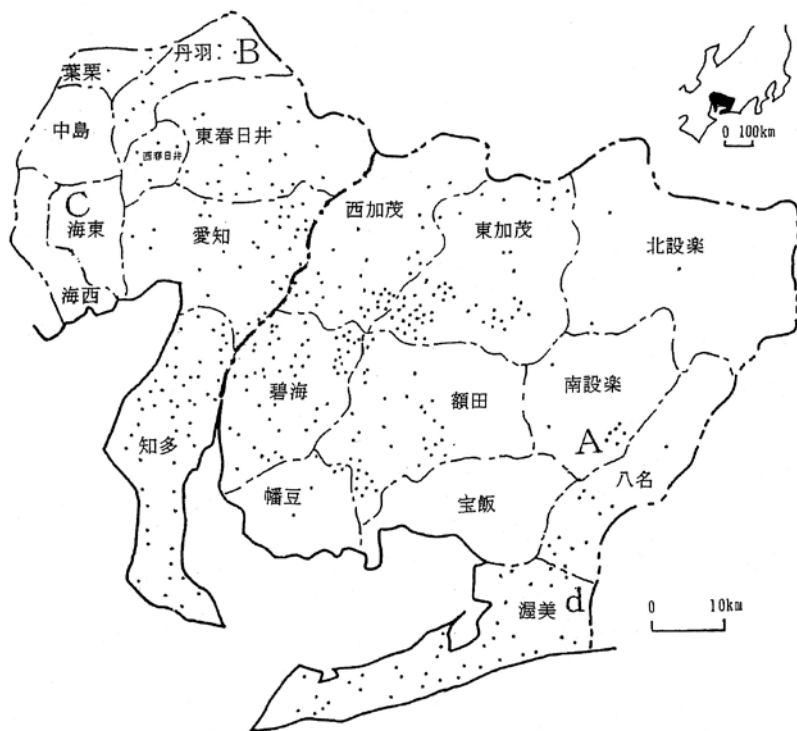 丹羽
B
葉栗
中島
東春日井
西春日井
0 100km
C
海東
愛知
西加茂
東加茂
北設楽
海西
碧海
額田
南設楽
知多
A
八名
幡豆
宝飯
渥美
d
0 10km